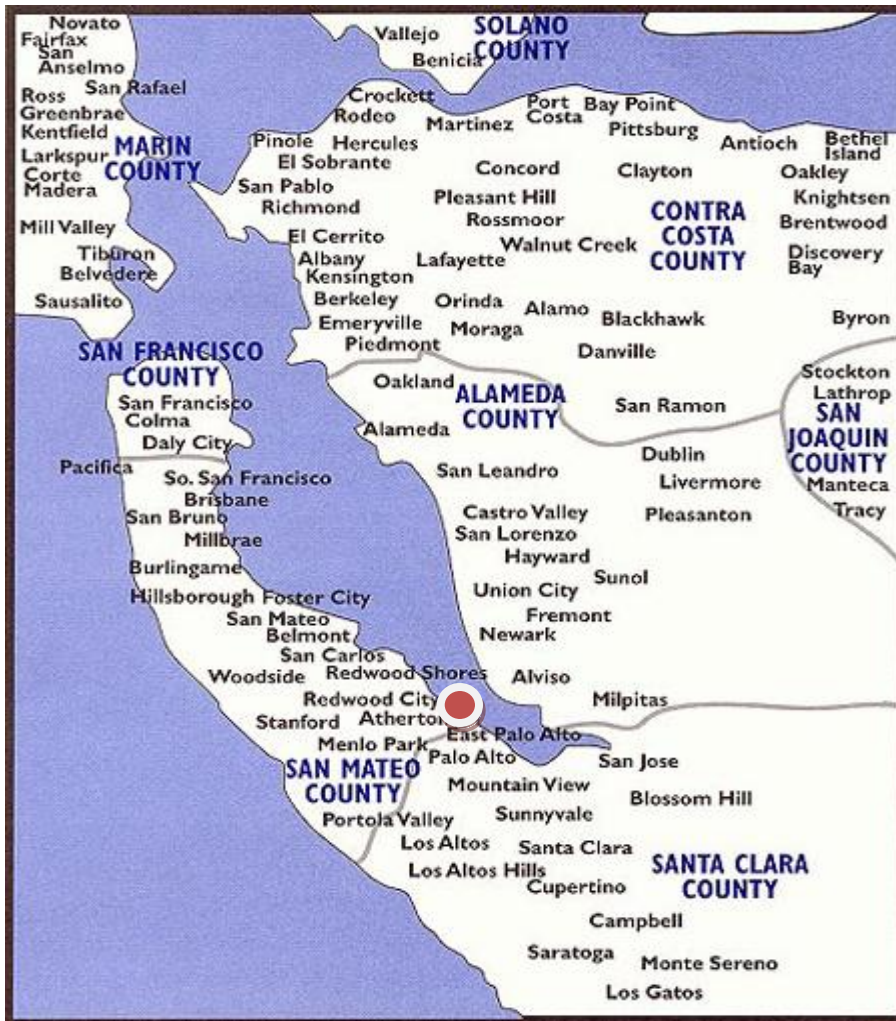 Novato
Fairfax
San
Anselmo
San Rafael
Ross
Greenbrae
Kentfield
Larkspur
Corte
Madera
MARIN
COUNTY
Mill Valley
Tiburon
Belvedere
Sausalito
Vallejo
Benicia
SOLANO
COUNTY
Crockett
Rodeo
Pinole
Hercules
El Sobrante
San Pablo
Richmond
Martinez
Port
Costa
Bay Point
Pittsburg
Antioch
Bethel
Island
Oakley
Concord
Clayton
Knightsen
Brentwood
Pleasant Hill
Rossmoor
CONTRA
COSTA
COUNTY
Discovery
Bay
El Cerrito
Albany
Kensington
Berkeley
Emeryville
Piedmont
Lafayette
Walnut Creek
Orinda
Moraga
Alamo
Blackhawk
Danville
Byron
SAN FRANCISCO
COUNTY
San Francisco
Colma
Daly City
Oakland
Alameda
ALAMEDA
COUNTY
San Ramon
Stockton
Lathrop
SAN
JOAQUIN
COUNTY
Manteca
Tracy
Pacifica
So. San Francisco
Brisbane
San Bruno
Millbrae
Burlingame
Hillsborough
Foster City
San Mateo
Belmont
San Carlos
San Leandro
Dublin
Livermore
Pleasanton
Castro Valley
San Lorenzo
Hayward
Sunol
Union City
Fremont
Newark
Woodside
Redwood Shores
Alviso
Milpitas
Redwood City
Stanford
Atherton
Menlo Park
East Palo Alto
Palo Alto
San Jose
SAN MATEO
COUNTY
Mountain View
Blossom Hill
Portola Valley
Sunnyvale
Los Altos
Santa Clara
Los Altos Hills
Cupertino
SANTA CLARA
COUNTY
Campbell
Saratoga
Monte Sereno
Los Gatos